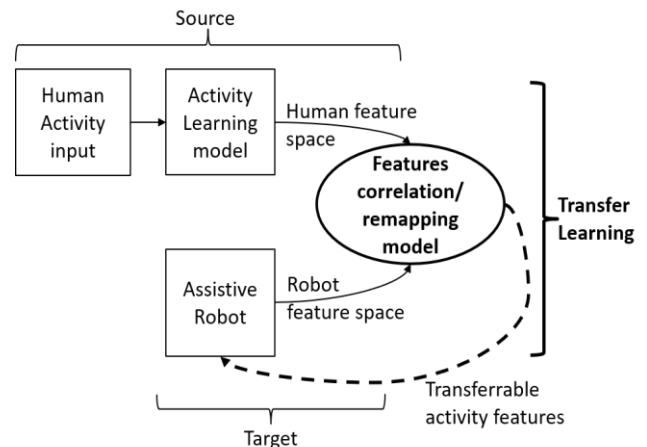 Source
Human
Activity
input
Activity
Learning
model
Human feature
space
Features
correlation/
remapping
model
Transfer
Learning
Assistive
Robot
Robot
feature space
Transferrable
activity features
Target